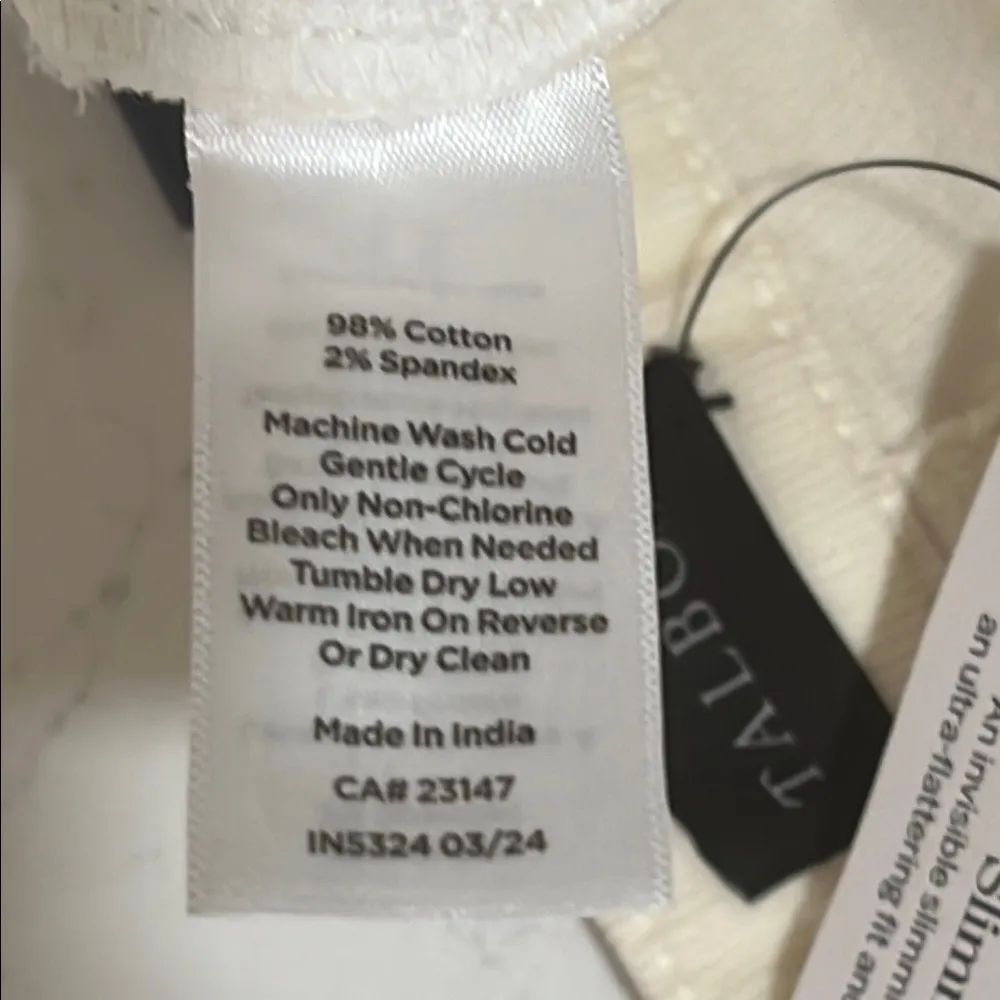 98% Cotton
2% Spandex
Machine Wash Cold
Gentle Cycle
Only Non-Chlorine
Bleach When Needed
Tumble Dry Low
Warm Iron On Reverse
Or Dry Clean
Made In India
CA# 23147
IN5324 03/24
TALBO
Slimm
An invisible slimmi
an ultra-flattering fit and